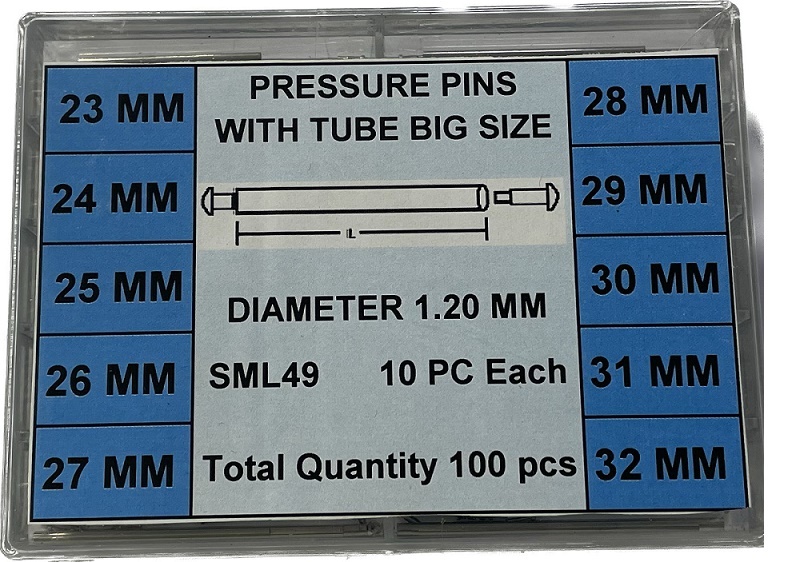 23 MM
24 MM
25 MM
26 MM
27 MM
PRESSURE PINS
WITH TUBE BIG SIZE
L
DIAMETER 1.20 MM
SML49 10 PC Each
Total Quantity 100 pcs
28 MM
29 MM
30 MM
31 MM
32 MM